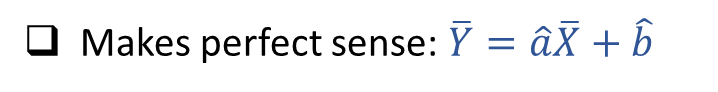 ❑ Makes perfect sense: Ȳ = âX̄ + b̂